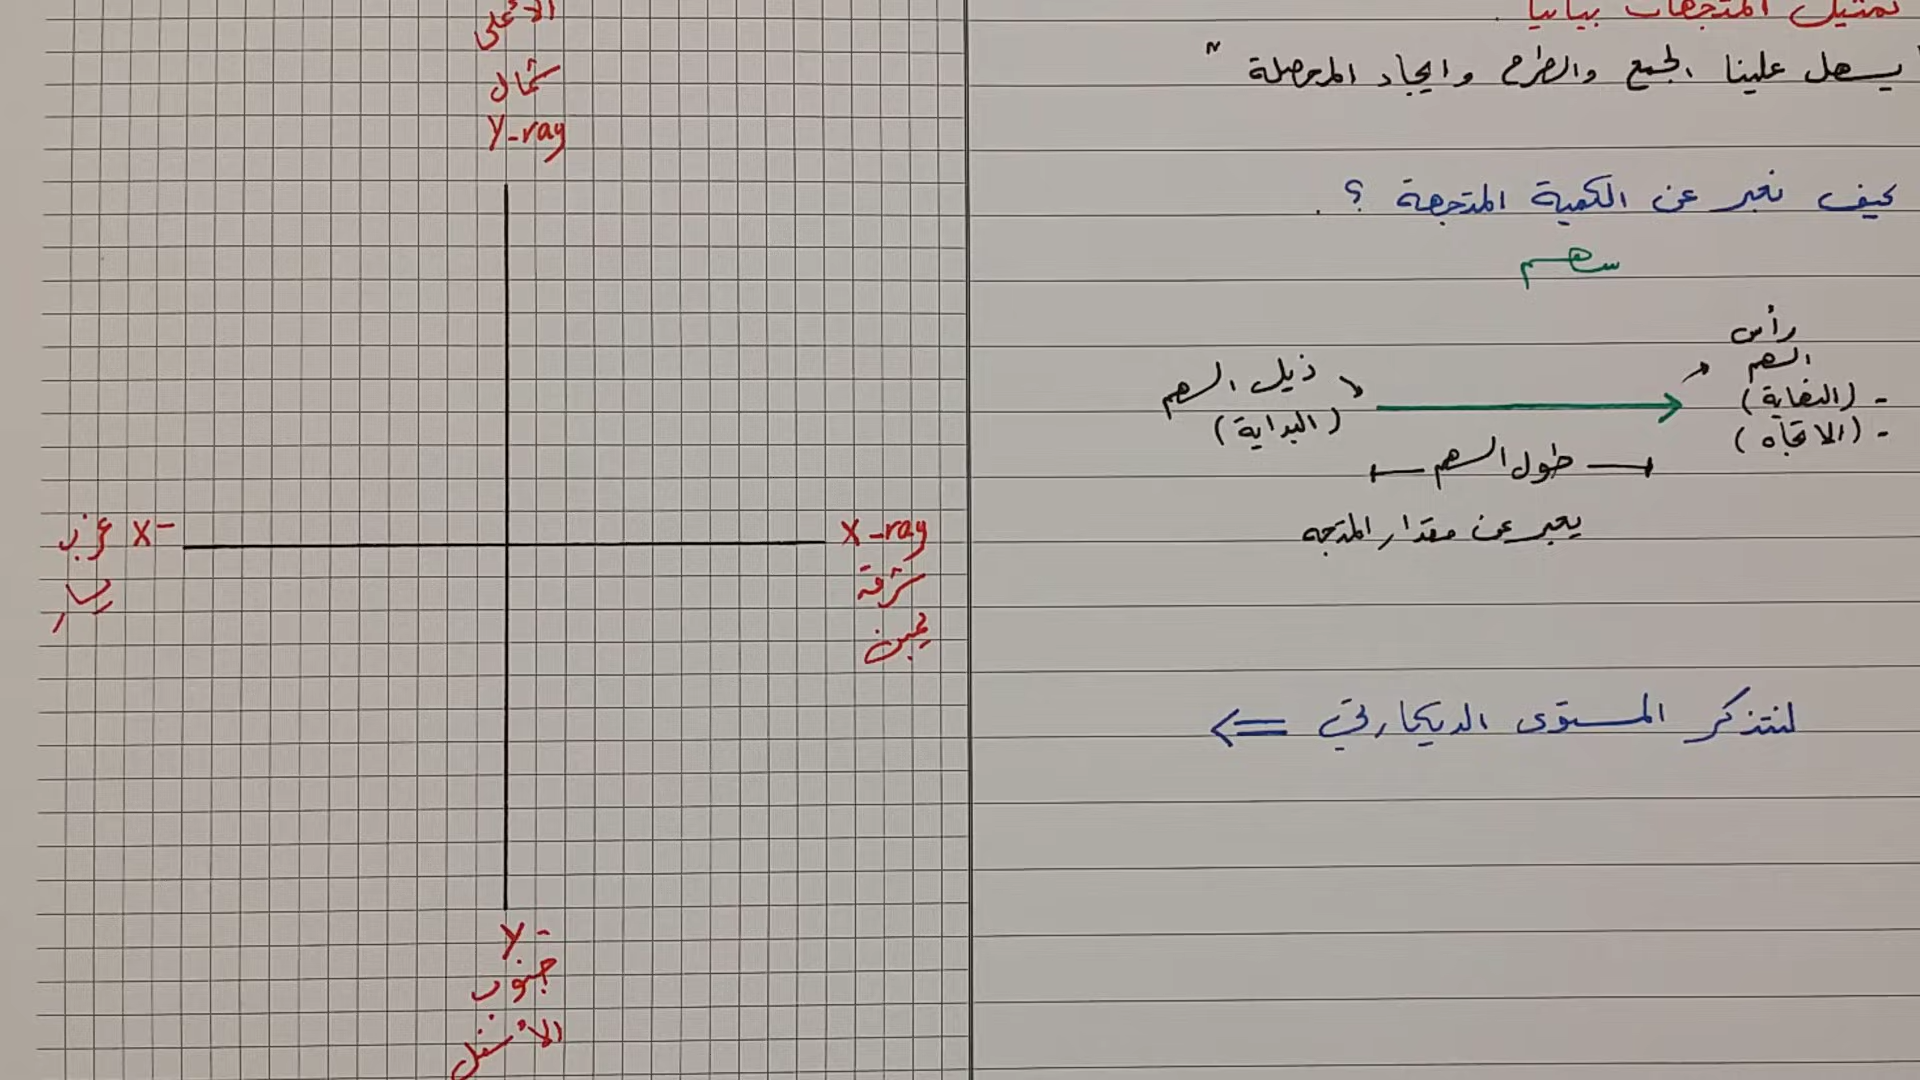 تمثيل المتجهات بيانيا
يسهل علينا الجمع والطرح وايجاد المحصلة "
كيف نعبر عن الكمية المتجهة ؟
سهم
رأس
السهم
- (النهاية)
- (الاتجاه)
ذيل السهم
(البداية)
طول السهم
يعبر عن مقدار المتجه
لنتذكر المستوى الديكارتي <=
الأعلى
شمال
y-ray
x-ray
شرق
يمين
x- غرب
يسار
y-
جنوب
الأسفل